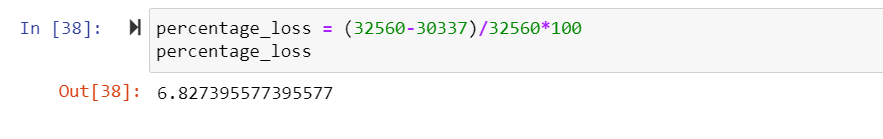 In [38]: percentage_loss = (32560-30337)/32560*100
percentage_loss
Out[38]: 6.827395577395577